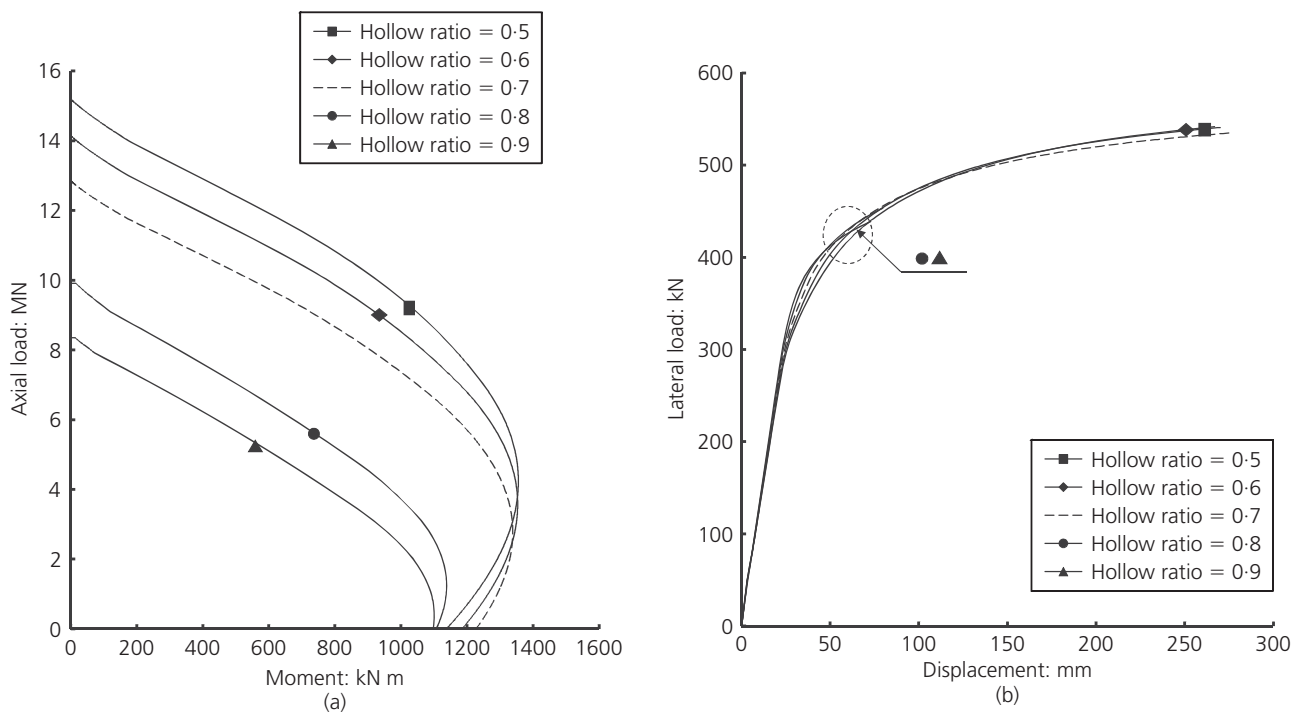 Hollow ratio = 0·5
Hollow ratio = 0·6
Hollow ratio = 0·7
Hollow ratio = 0·8
Hollow ratio = 0·9
16
14
12
10
8
6
4
2
0
Axial load: MN
0 200 400 600 800 1000 1200 1400 1600
Moment: kN m
(a)
600
500
400
300
200
100
0
Lateral load: kN
Hollow ratio = 0·5
Hollow ratio = 0·6
Hollow ratio = 0·7
Hollow ratio = 0·8
Hollow ratio = 0·9
0 50 100 150 200 250 300
Displacement: mm
(b)